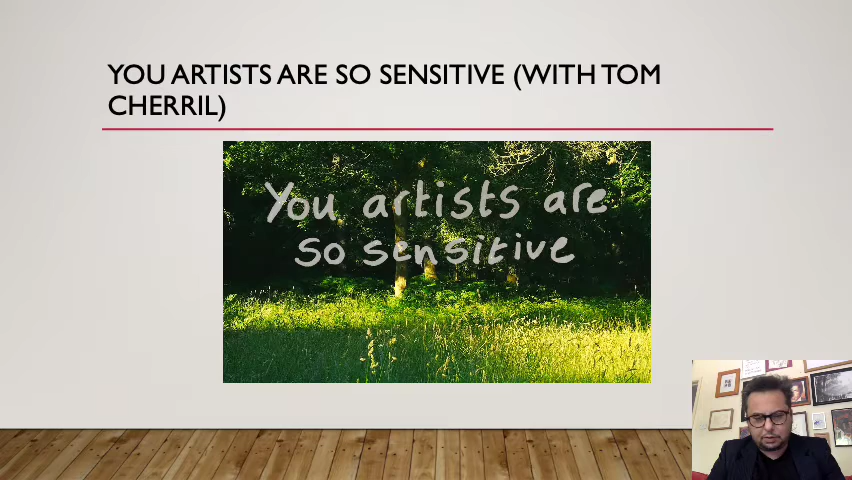 YOU ARTISTS ARE SO SENSITIVE (WITH TOM
CHERRIL)
You artists are
so sensitive